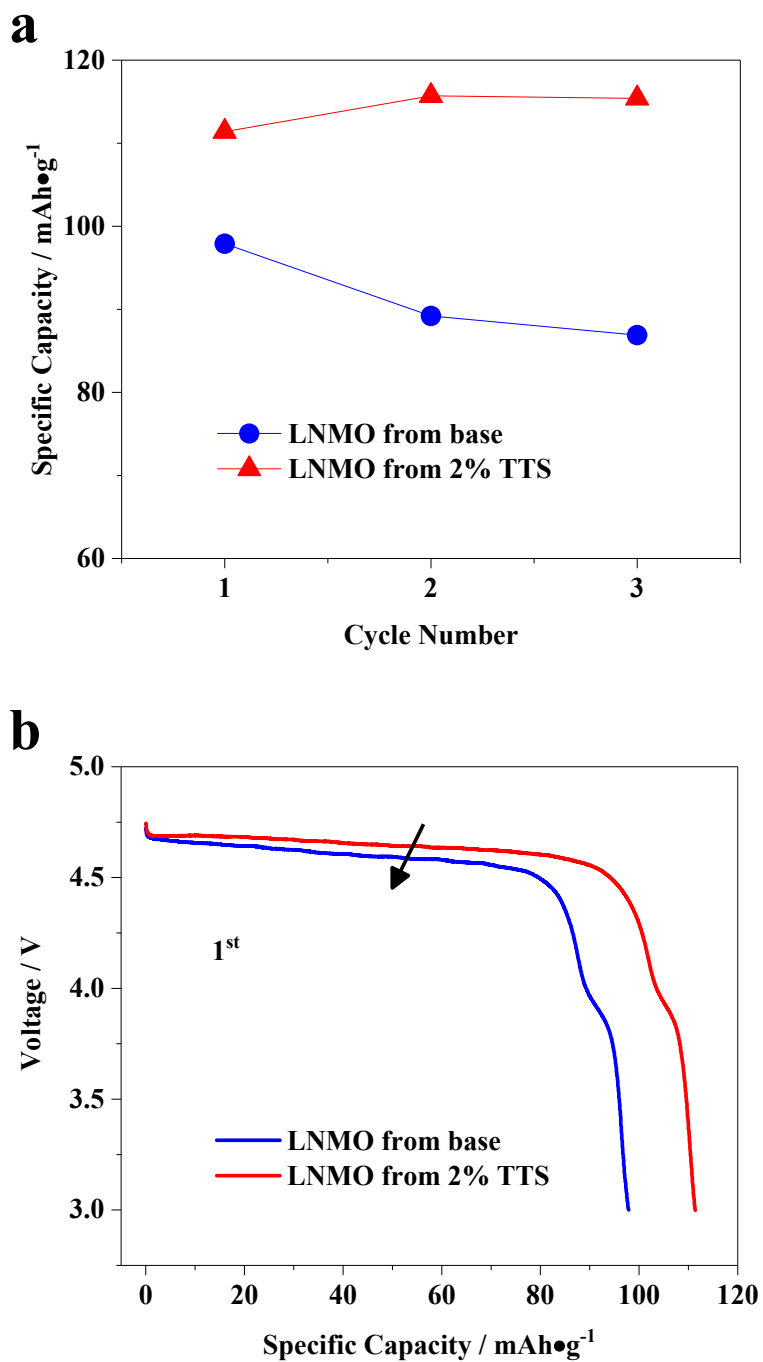 a
120
100
80
60
Specific Capacity / mAh•g⁻¹
LNMO from base
LNMO from 2% TTS
1 2 3
Cycle Number
b
5.0
4.5
4.0
3.5
3.0
Voltage / V
1ˢᵗ
LNMO from base
LNMO from 2% TTS
0 20 40 60 80 100 120
Specific Capacity / mAh•g⁻¹